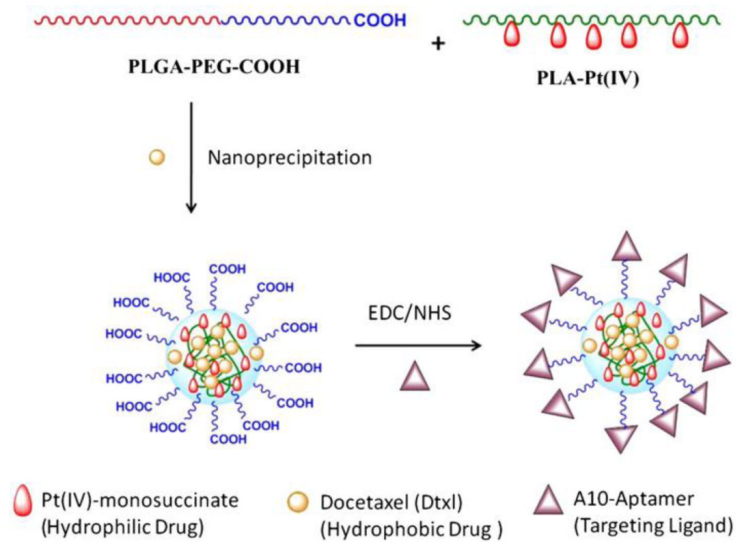 COOH
+
PLGA-PEG-COOH
PLA-Pt(IV)
Nanoprecipitation
COOH
HOOC
COOH
HOOC
COOH
HOOC
COOH
HOOC
COOH
HOOC
COOH
HOOC
COOH
COOH
EDC/NHS
Pt(IV)-monosuccinate
(Hydrophilic Drug)
Docetaxel (Dtxl)
(Hydrophobic Drug )
A10-Aptamer
(Targeting Ligand)